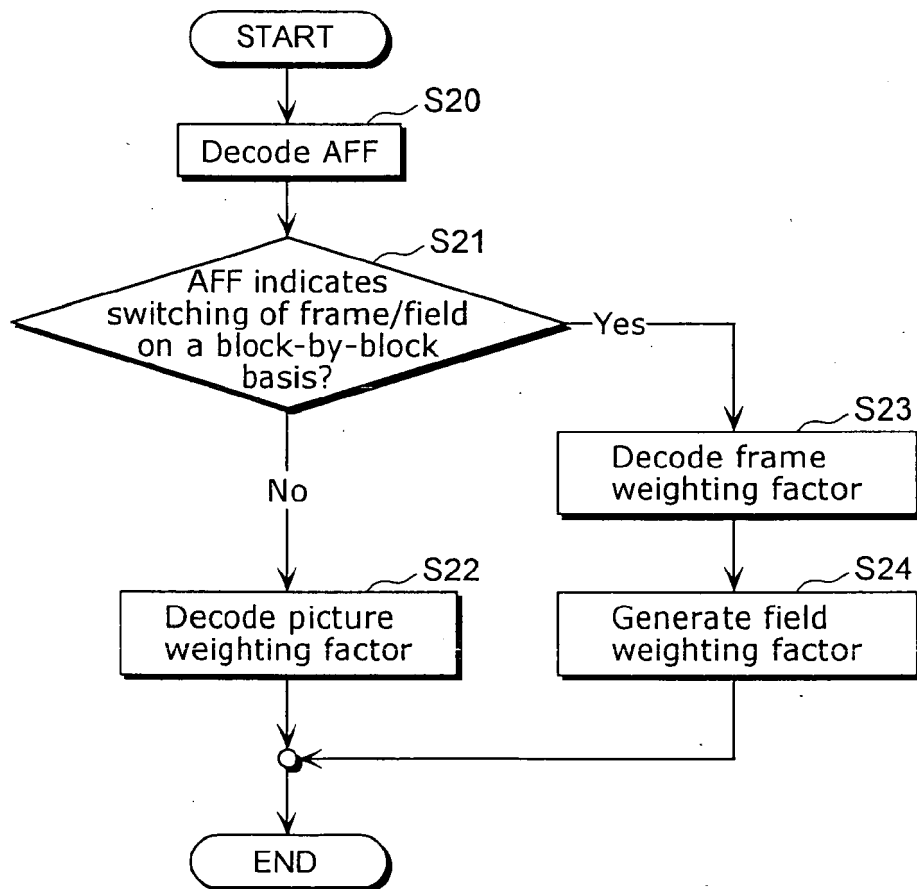 START
S20
Decode AFF
S21
AFF indicates
switching of frame/field
on a block-by-block
basis?
Yes
No
S23
Decode frame
weighting factor
S22
Decode picture
weighting factor
S24
Generate field
weighting factor
END